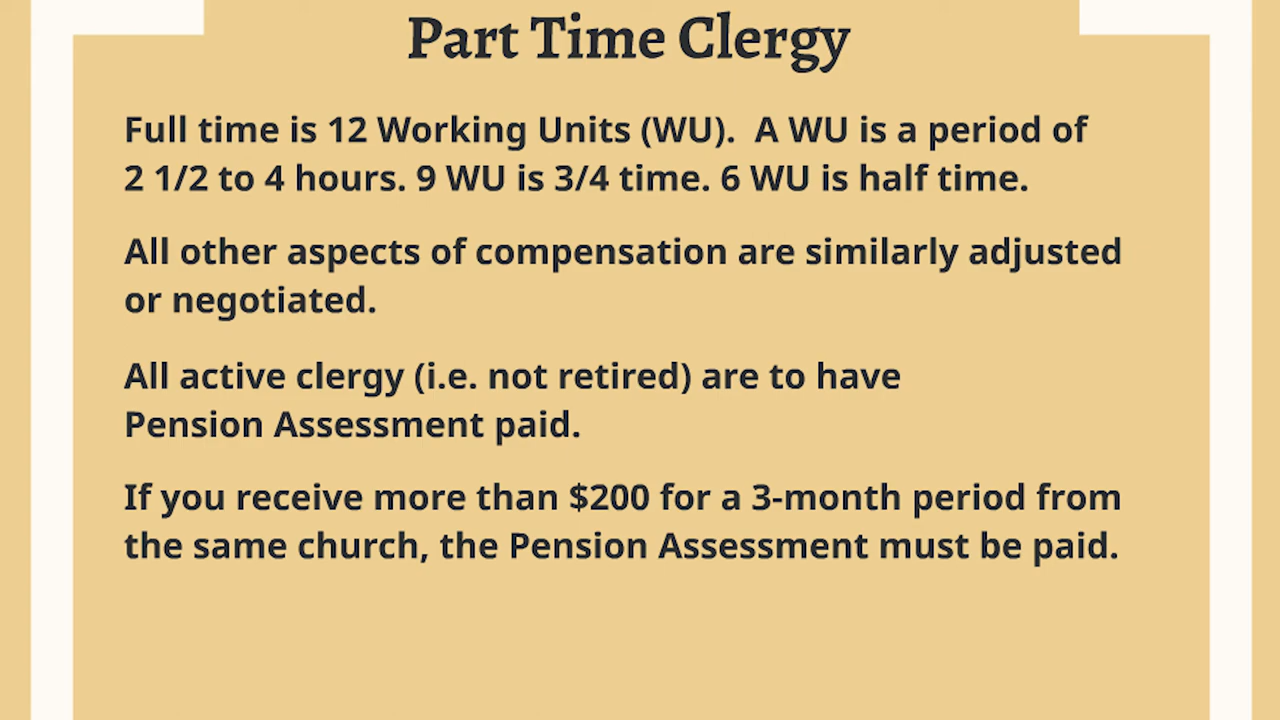 Part Time Clergy
Full time is 12 Working Units (WU).  A WU is a period of
2 1/2 to 4 hours. 9 WU is 3/4 time. 6 WU is half time.
All other aspects of compensation are similarly adjusted
or negotiated.
All active clergy (i.e. not retired) are to have
Pension Assessment paid.
If you receive more than $200 for a 3-month period from
the same church, the Pension Assessment must be paid.